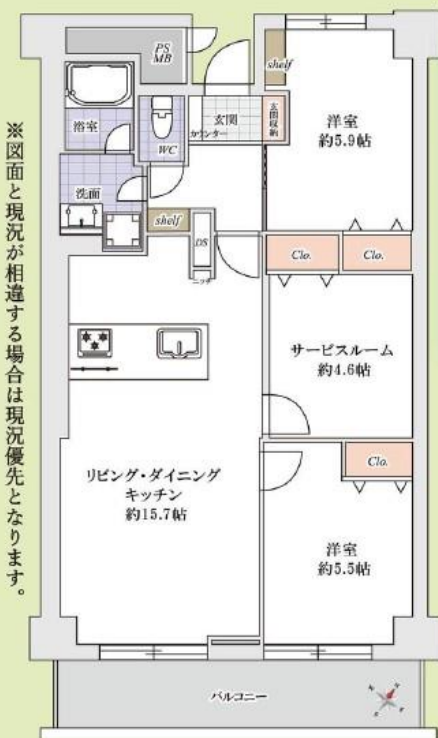 ※図面と現況が相違する場合は現況優先となります。
PS
MB
shelf
洋室
約5.9帖
浴室
WC
玄関
カウンター
玄関収納
洗面
shelf
DS
ニッチ
Clo.
Clo.
サービスルーム
約4.6帖
リビング・ダイニング
キッチン
約15.7帖
Clo.
洋室
約5.5帖
バルコニー